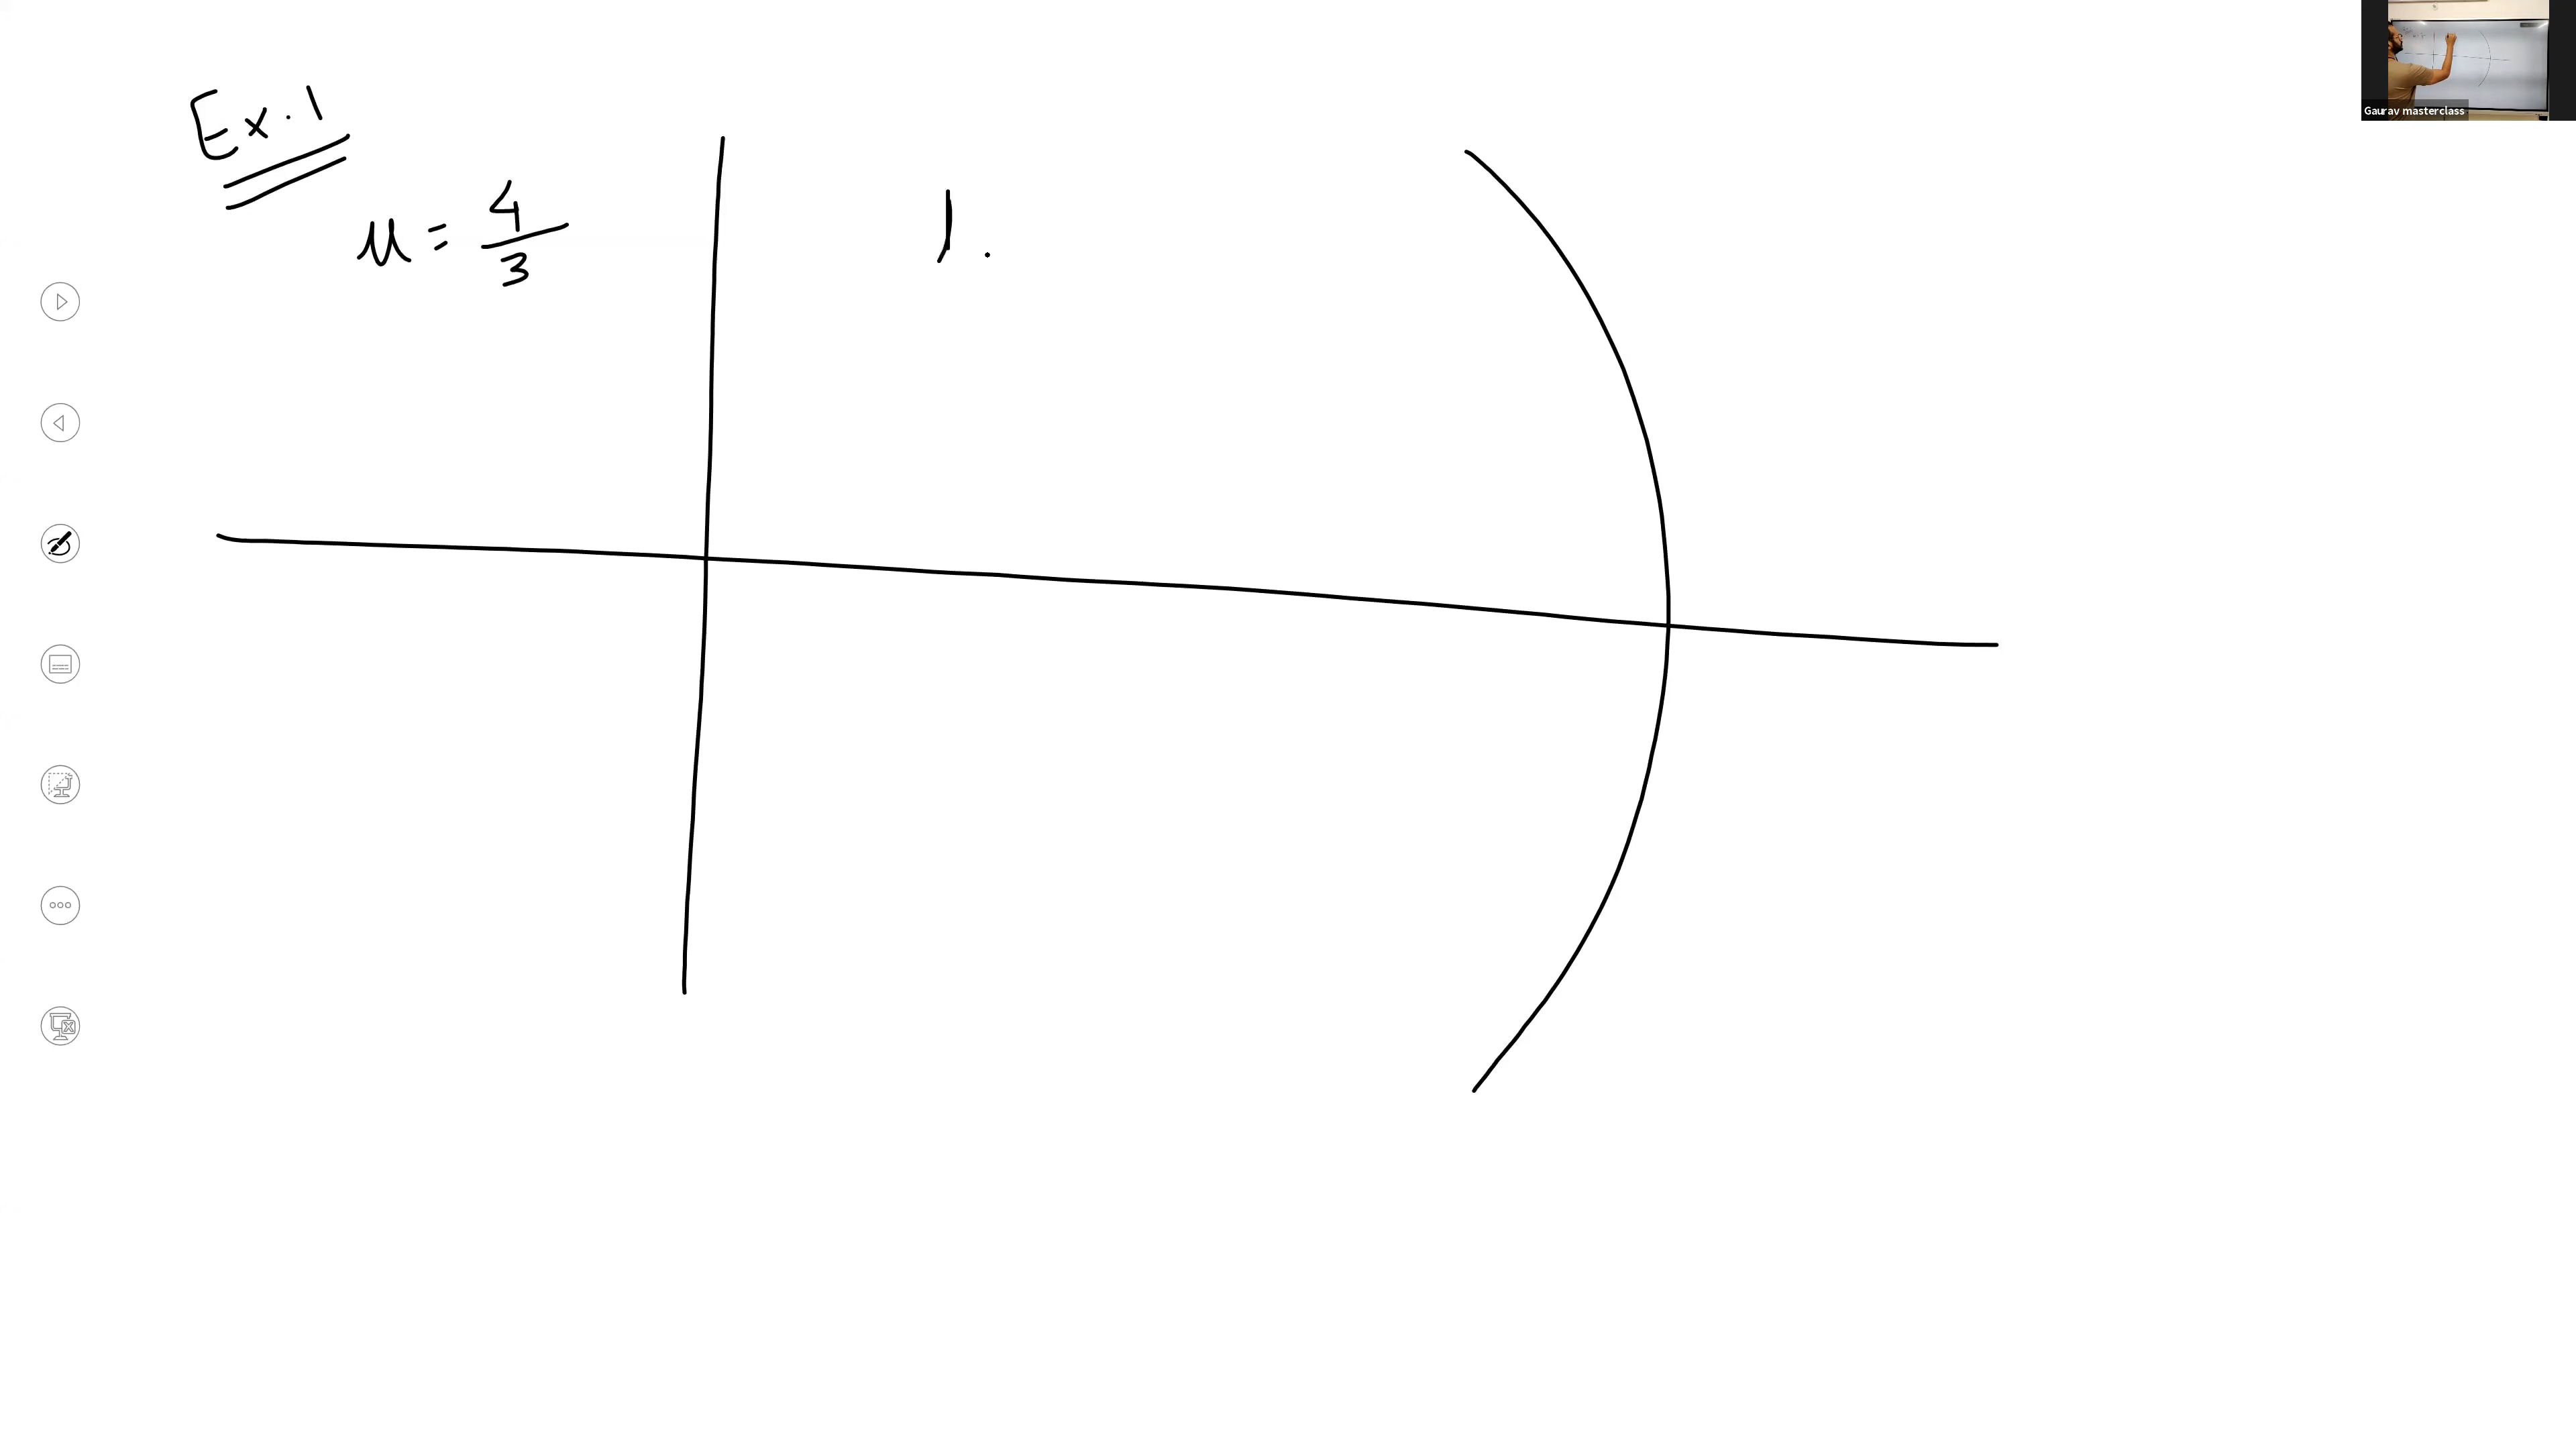 Ex. 1
μ = 4/3
1.
Gaurav masterclass